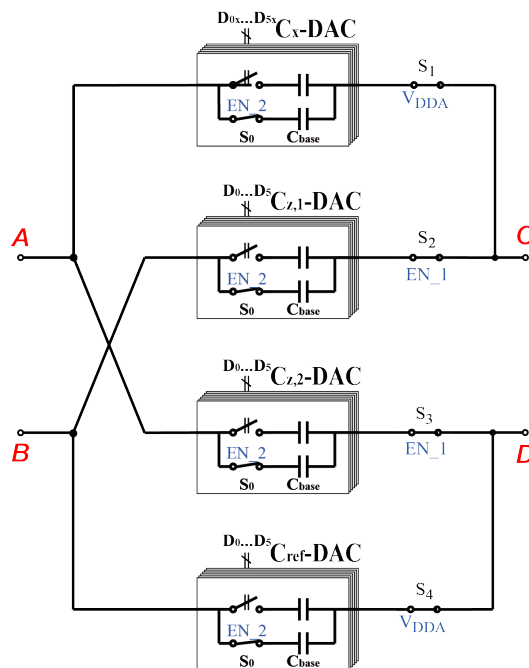 D0x...D5x Cx-DAC
S1
EN_2
VDDA
S0 Cbase
D0...D5 Cz,1-DAC
A
S2
C
EN_2
EN_1
S0 Cbase
D0...D5 Cz,2-DAC
S3
B
EN_2
EN_1
D
S0 Cbase
D0...D5 Cref-DAC
S4
EN_2
VDDA
S0 Cbase